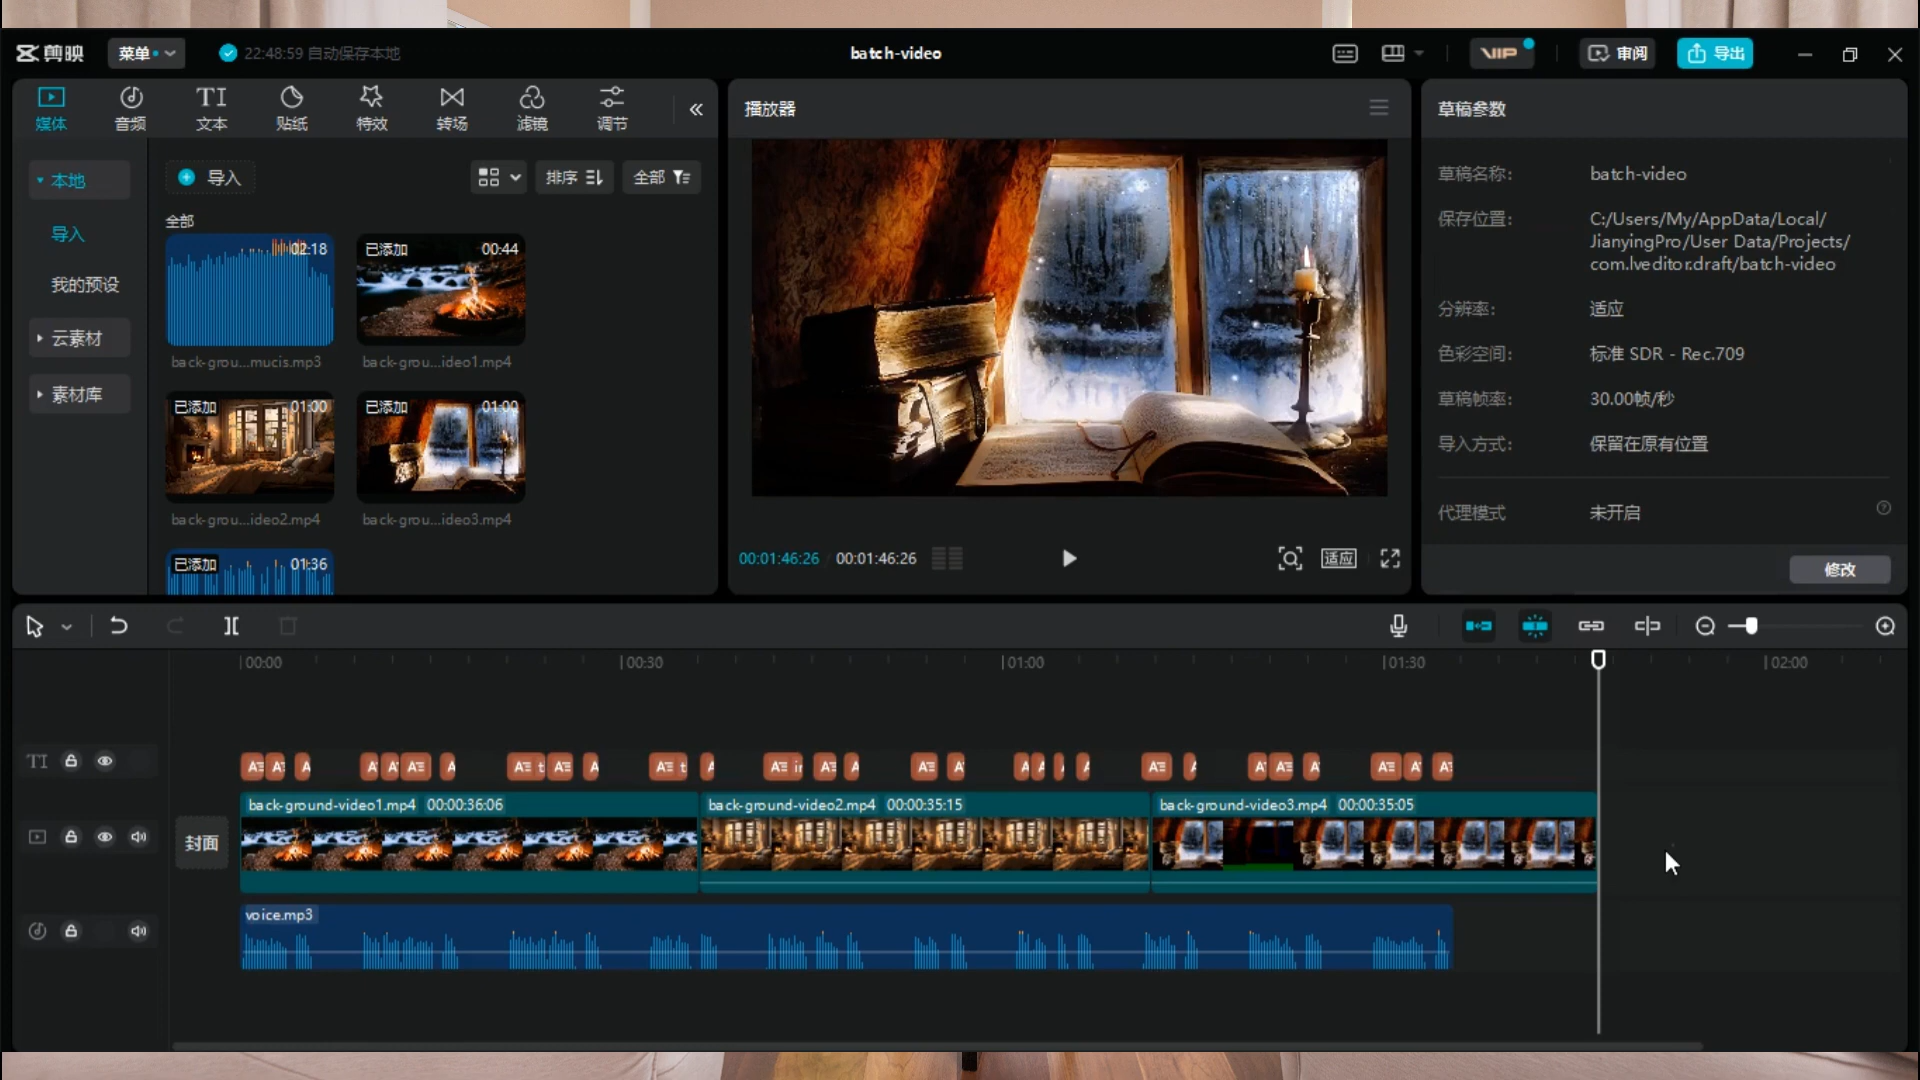 剪映
菜单
22:48:59 自动保存本地
batch-video
VIP
审阅
导出
媒体
音频
TI
文本
贴纸
特效
转场
滤镜
调节
本地
导入
我的预设
云素材
素材库
导入
排序
全部
全部
02:18
back-grou...mucis.mp3
已添加
00:44
back-grou...ideo1.mp4
已添加
01:00
back-grou...ideo2.mp4
已添加
01:00
back-grou...ideo3.mp4
已添加
01:36
播放器
00:01:46:26
00:01:46:26
适应
草稿参数
草稿名称:
batch-video
保存位置:
C:/Users/My/AppData/Local/
JianyingPro/User Data/Projects/
com.lveditor.draft/batch-video
分辨率:
适应
色彩空间:
标准 SDR - Rec.709
草稿帧率:
30.00帧/秒
导入方式:
保留在原有位置
代理模式
未开启
修改
00:00
00:30
01:00
01:30
02:00
TI
封面
back-ground-video1.mp4 00:00:36:06
back-ground-video2.mp4 00:00:35:15
back-ground-video3.mp4 00:00:35:05
voice.mp3